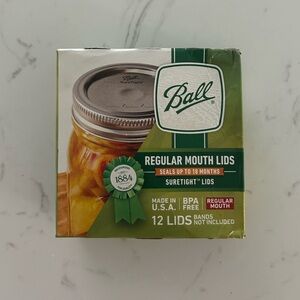 Ball
Ball
REGULAR MOUTH LIDS
SEALS UP TO 18 MONTHS
SURETIGHT™ LIDS
1884
MADE IN
U.S.A.
BPA
FREE
REGULAR
MOUTH
12 LIDS
BANDS
NOT INCLUDED